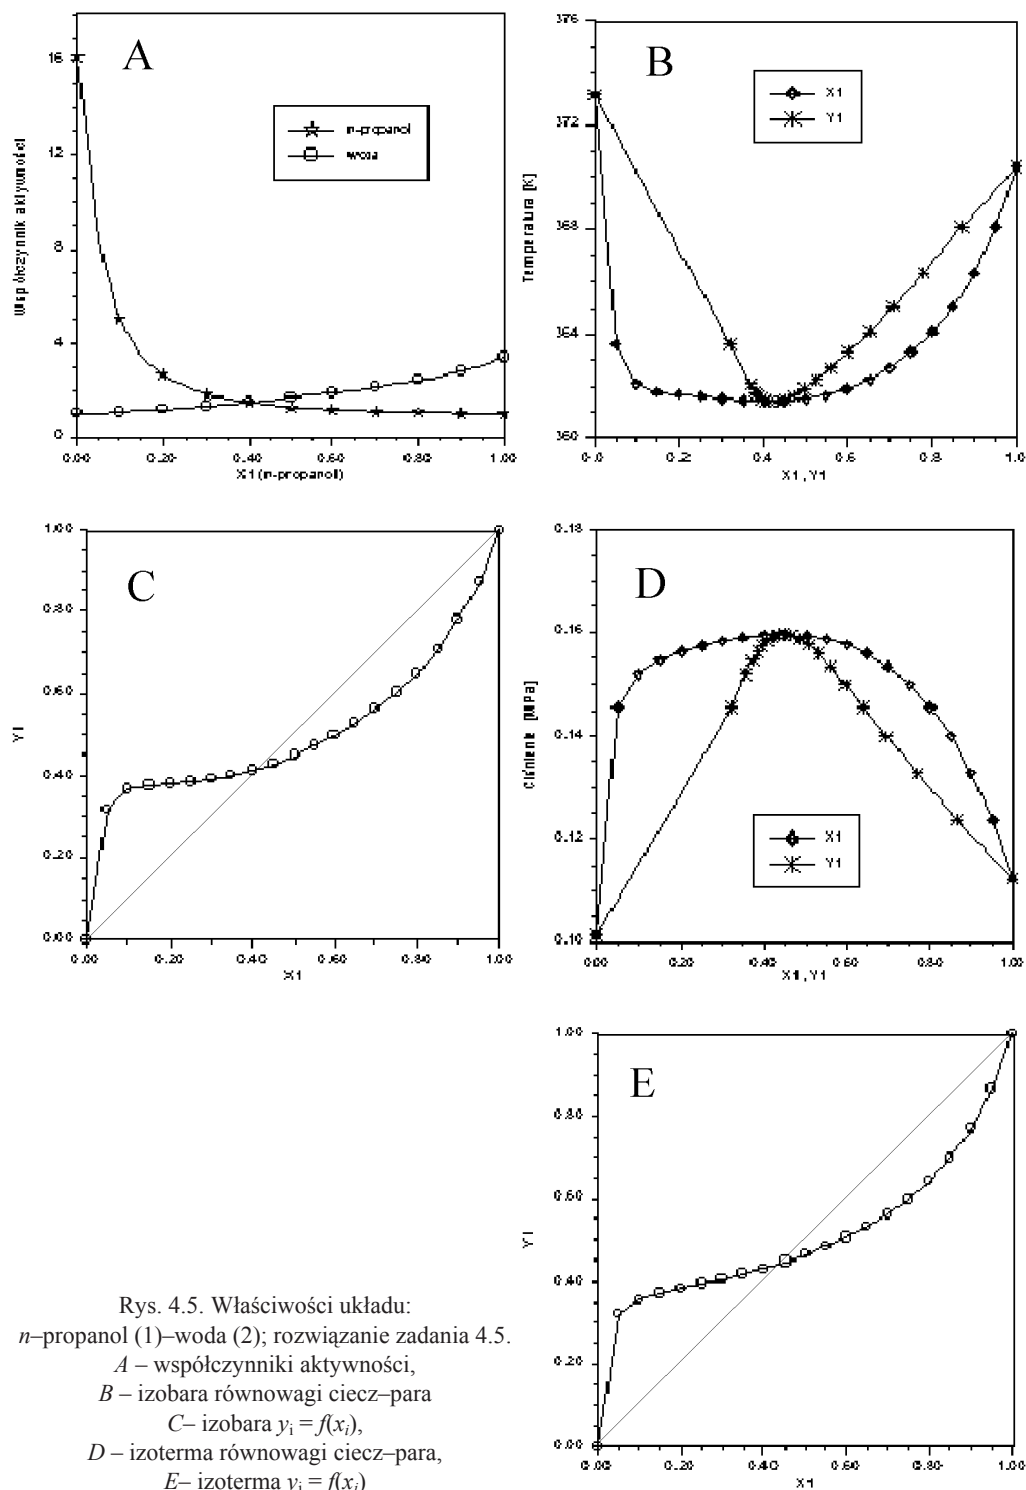 A
Współczynnik aktywności
16
12
8
4
0
n-propanol
woda
0.00 0.20 0.40 0.60 0.80 1.00
X1 (n-propanol)
B
Temperatura [K]
376
372
368
364
360
X1
Y1
0.0 0.2 0.4 0.6 0.8 1.0
X1, Y1
C
Y1
1.00
0.80
0.60
0.40
0.20
0.00
0.00 0.20 0.40 0.60 0.80 1.00
X1
D
Ciśnienie [MPa]
0.18
0.16
0.14
0.12
0.10
X1
Y1
0.00 0.20 0.40 0.60 0.80 1.00
X1, Y1
E
Y1
1.00
0.80
0.60
0.40
0.20
0.00
0.00 0.20 0.40 0.60 0.80 1.00
X1
Rys. 4.5. Właściwości układu:
n–propanol (1)–woda (2); rozwiązanie zadania 4.5.
A – współczynniki aktywności,
B – izobara równowagi ciecz–para
C– izobara yi = f(xi),
D – izoterma równowagi ciecz–para,
E– izoterma yi = f(xi)